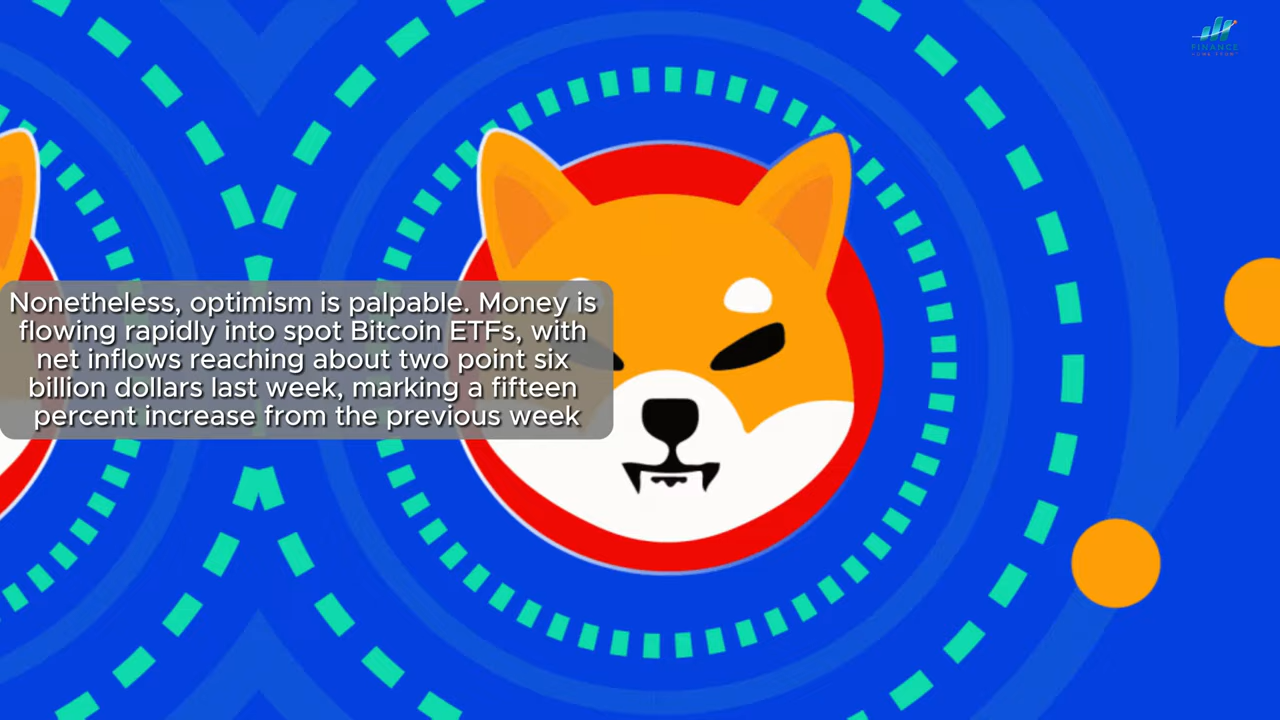 FINANCE
Nonetheless, optimism is palpable. Money is
flowing rapidly into spot Bitcoin ETFs, with
net inflows reaching about two point six
billion dollars last week, marking a fifteen
percent increase from the previous week